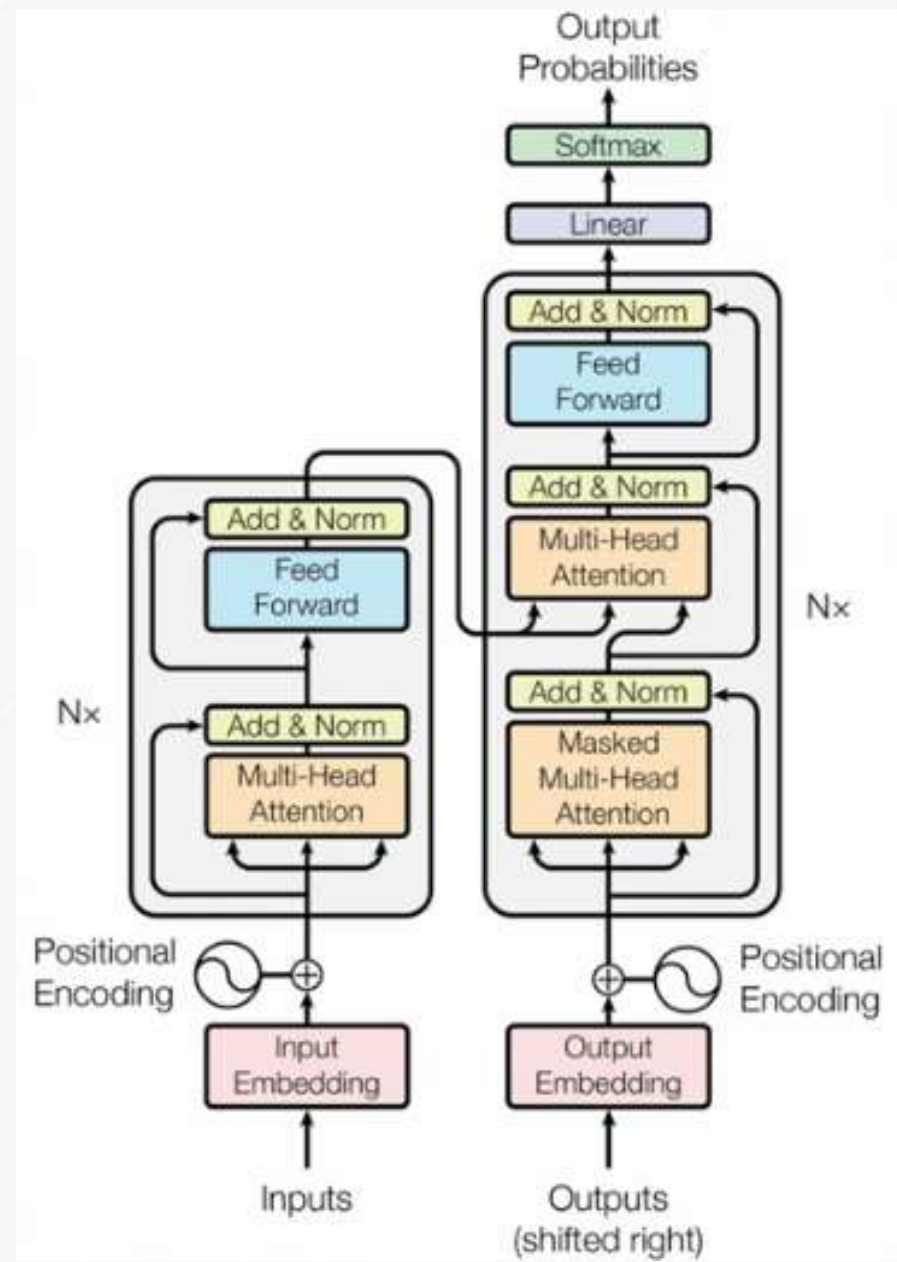 Output
Probabilities
Softmax
Linear
Add & Norm
Feed
Forward
Add & Norm
Multi-Head
Attention
Nx
Add & Norm
Masked
Multi-Head
Attention
Add & Norm
Feed
Forward
Nx
Add & Norm
Multi-Head
Attention
Positional
Encoding
Positional
Encoding
Input
Embedding
Output
Embedding
Inputs
Outputs
(shifted right)